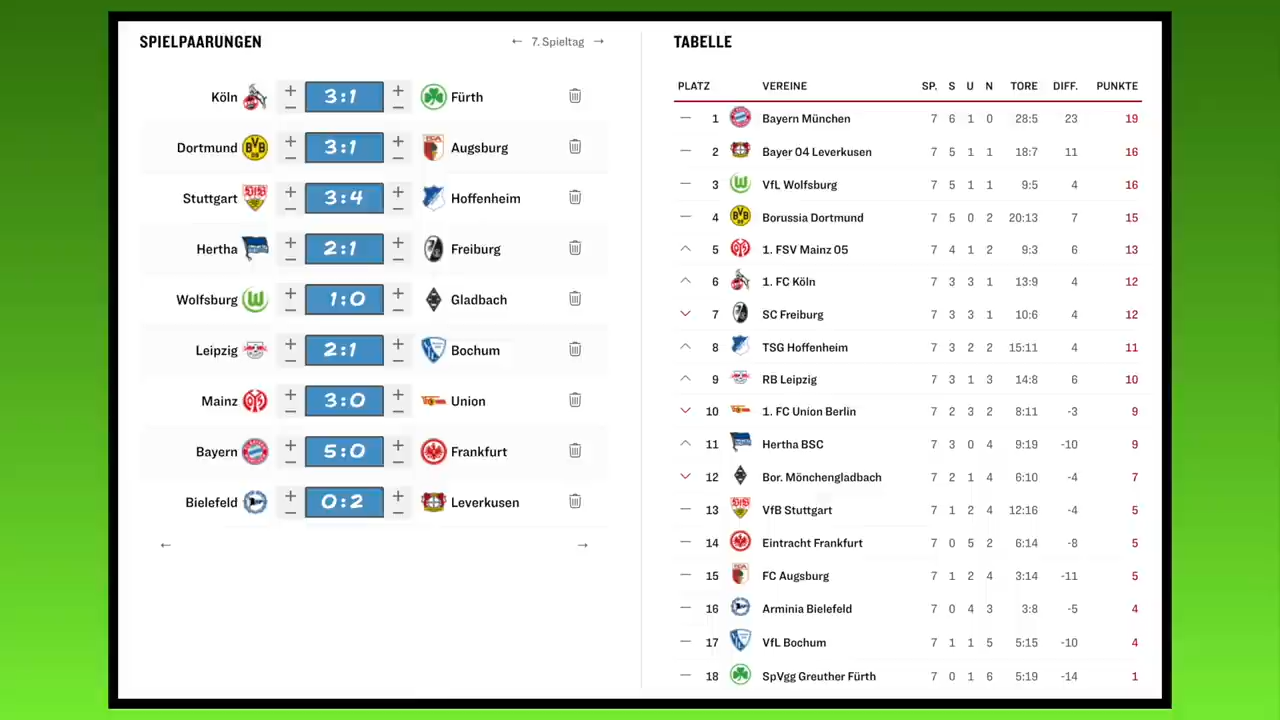 SPIELPAARUNGEN
← 7. Spieltag →
Köln 3:1 Fürth
Dortmund 3:1 Augsburg
Stuttgart 3:4 Hoffenheim
Hertha 2:1 Freiburg
Wolfsburg 1:0 Gladbach
Leipzig 2:1 Bochum
Mainz 3:0 Union
Bayern 5:0 Frankfurt
Bielefeld 0:2 Leverkusen
← →
TABELLE
PLATZ VEREINE SP. S U N TORE DIFF. PUNKTE
1 Bayern München 7 6 1 0 28:5 23 19
2 Bayer 04 Leverkusen 7 5 1 1 18:7 11 16
3 VfL Wolfsburg 7 5 1 1 9:5 4 16
4 Borussia Dortmund 7 5 0 2 20:13 7 15
5 1. FSV Mainz 05 7 4 1 2 9:3 6 13
6 1. FC Köln 7 3 3 1 13:9 4 12
7 SC Freiburg 7 3 3 1 10:6 4 12
8 TSG Hoffenheim 7 3 2 2 15:11 4 11
9 RB Leipzig 7 3 1 3 14:8 6 10
10 1. FC Union Berlin 7 2 3 2 8:11 -3 9
11 Hertha BSC 7 3 0 4 9:19 -10 9
12 Bor. Mönchengladbach 7 2 1 4 6:10 -4 7
13 VfB Stuttgart 7 1 2 4 12:16 -4 5
14 Eintracht Frankfurt 7 0 5 2 6:14 -8 5
15 FC Augsburg 7 1 2 4 3:14 -11 5
16 Arminia Bielefeld 7 0 4 3 3:8 -5 4
17 VfL Bochum 7 1 1 5 5:15 -10 4
18 SpVgg Greuther Fürth 7 0 1 6 5:19 -14 1